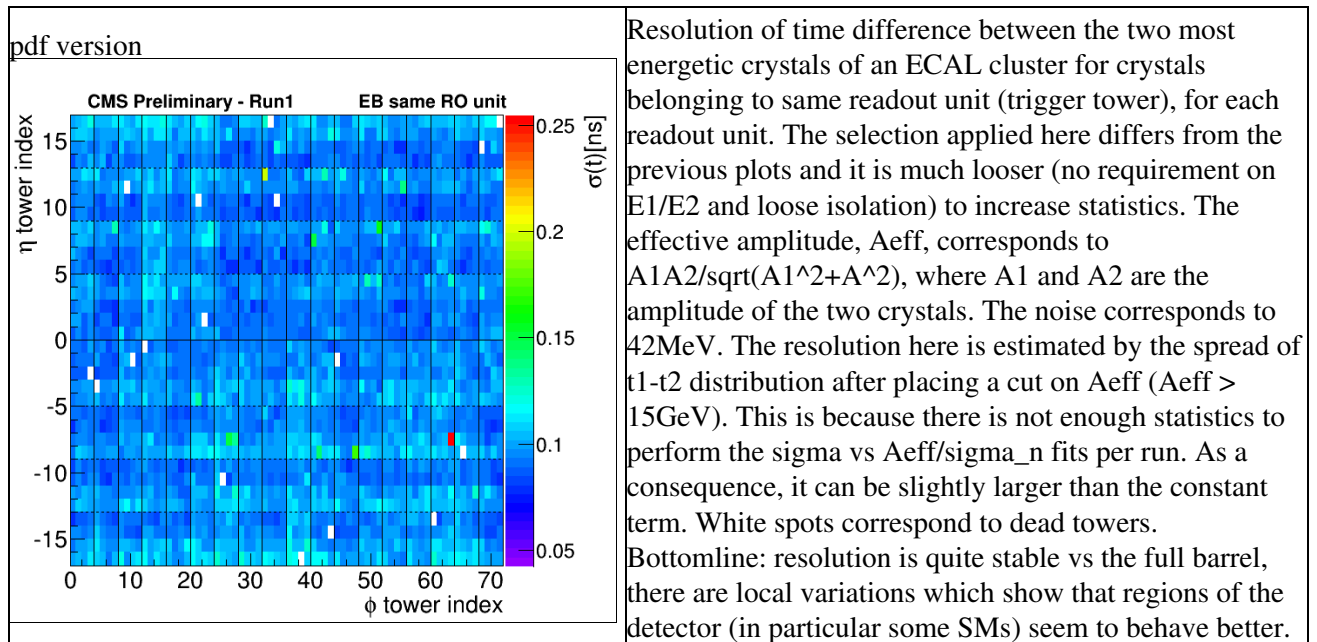 pdf version
CMS Preliminary - Run1 EB same RO unit
η tower index
15
10
5
0
-5
-10
-15
0 10 20 30 40 50 60 70
ϕ tower index
0.25
0.2
0.15
0.1
0.05
σ(t)[ns]
Resolution of time difference between the two most
energetic crystals of an ECAL cluster for crystals
belonging to same readout unit (trigger tower), for each
readout unit. The selection applied here differs from the
previous plots and it is much looser (no requirement on
E1/E2 and loose isolation) to increase statistics. The
effective amplitude, Aeff, corresponds to
A1A2/sqrt(A1^2+A^2), where A1 and A2 are the
amplitude of the two crystals. The noise corresponds to
42MeV. The resolution here is estimated by the spread of
t1-t2 distribution after placing a cut on Aeff (Aeff >
15GeV). This is because there is not enough statistics to
perform the sigma vs Aeff/sigma_n fits per run. As a
consequence, it can be slightly larger than the constant
term. White spots correspond to dead towers.
Bottomline: resolution is quite stable vs the full barrel,
there are local variations which show that regions of the
detector (in particular some SMs) seem to behave better.